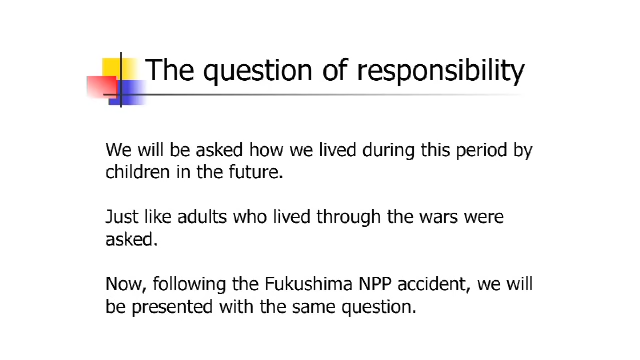 The question of responsibility
We will be asked how we lived during this period by
children in the future.
Just like adults who lived through the wars were
asked.
Now, following the Fukushima NPP accident, we will
be presented with the same question.